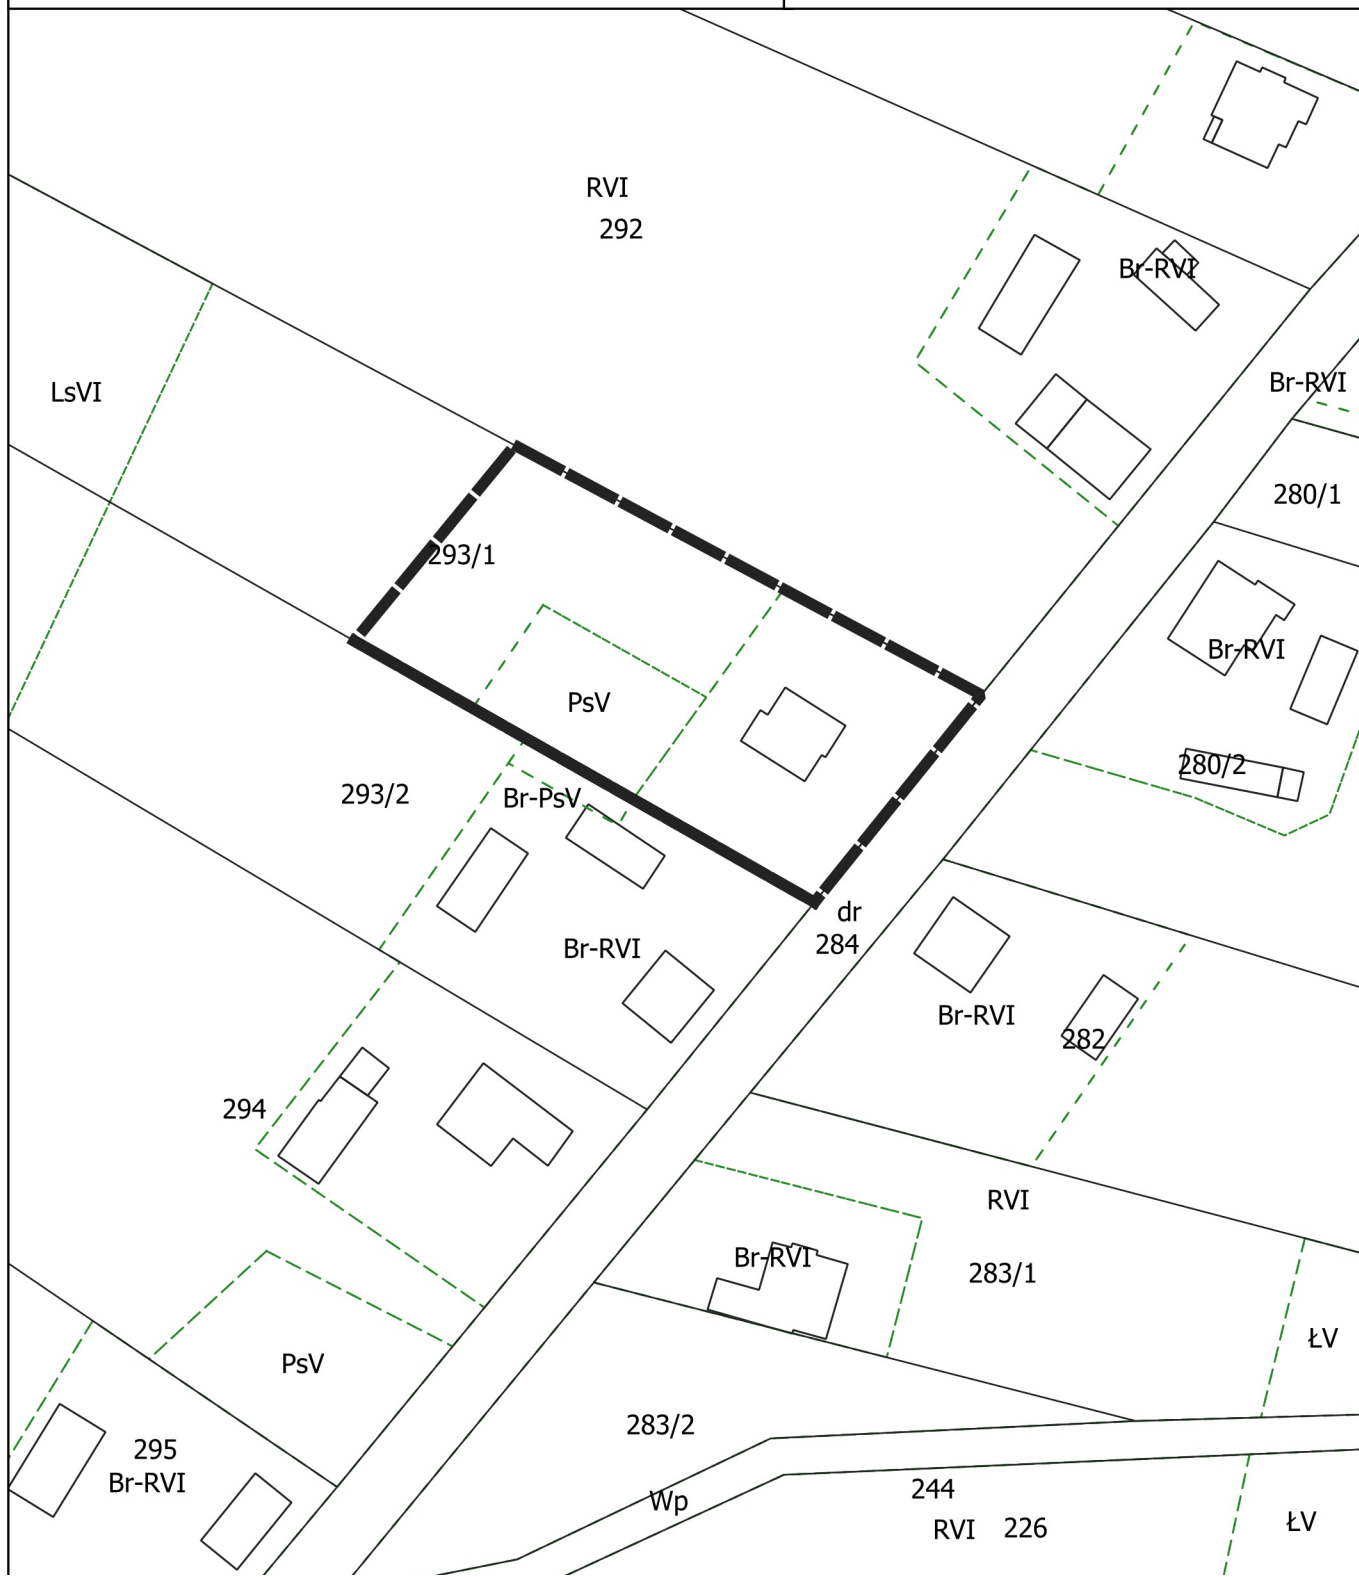 RVI
292
Br-RVI
Br-RVI
LsVI
280/1
293/1
Br-RVI
PsV
280/2
293/2
Br-PsV
dr
284
Br-RVI
Br-RVI
282
294
RVI
Br-RVI
283/1
ŁV
PsV
283/2
295
Br-RVI
244
Wp
RVI
226
ŁV